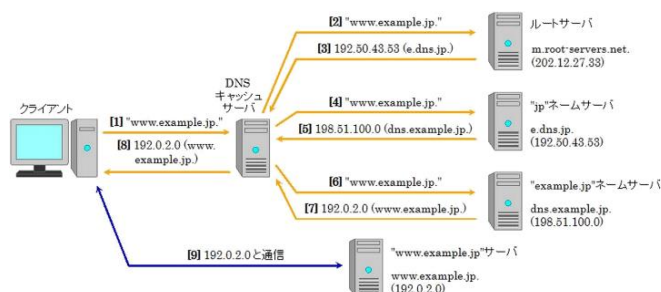 [2] "www.example.jp."
ルートサーバ
[3] 192.50.43.53 (e.dns.jp.)
m.root-servers.net.
(202.12.27.33)
DNS
キャッシュ
サーバ
クライアント
[4] "www.example.jp."
"jp"ネームサーバ
[1] "www.example.jp."
[5] 198.51.100.0 (dns.example.jp.)
e.dns.jp.
(192.50.43.53)
[8] 192.0.2.0 (www.
example.jp.)
[6] "www.example.jp."
"example.jp"ネームサーバ
[7] 192.0.2.0 (www.example.jp.)
dns.example.jp.
(198.51.100.0)
[9] 192.0.2.0と通信
"www.example.jp"サーバ
www.example.jp.
(192.0.2.0)